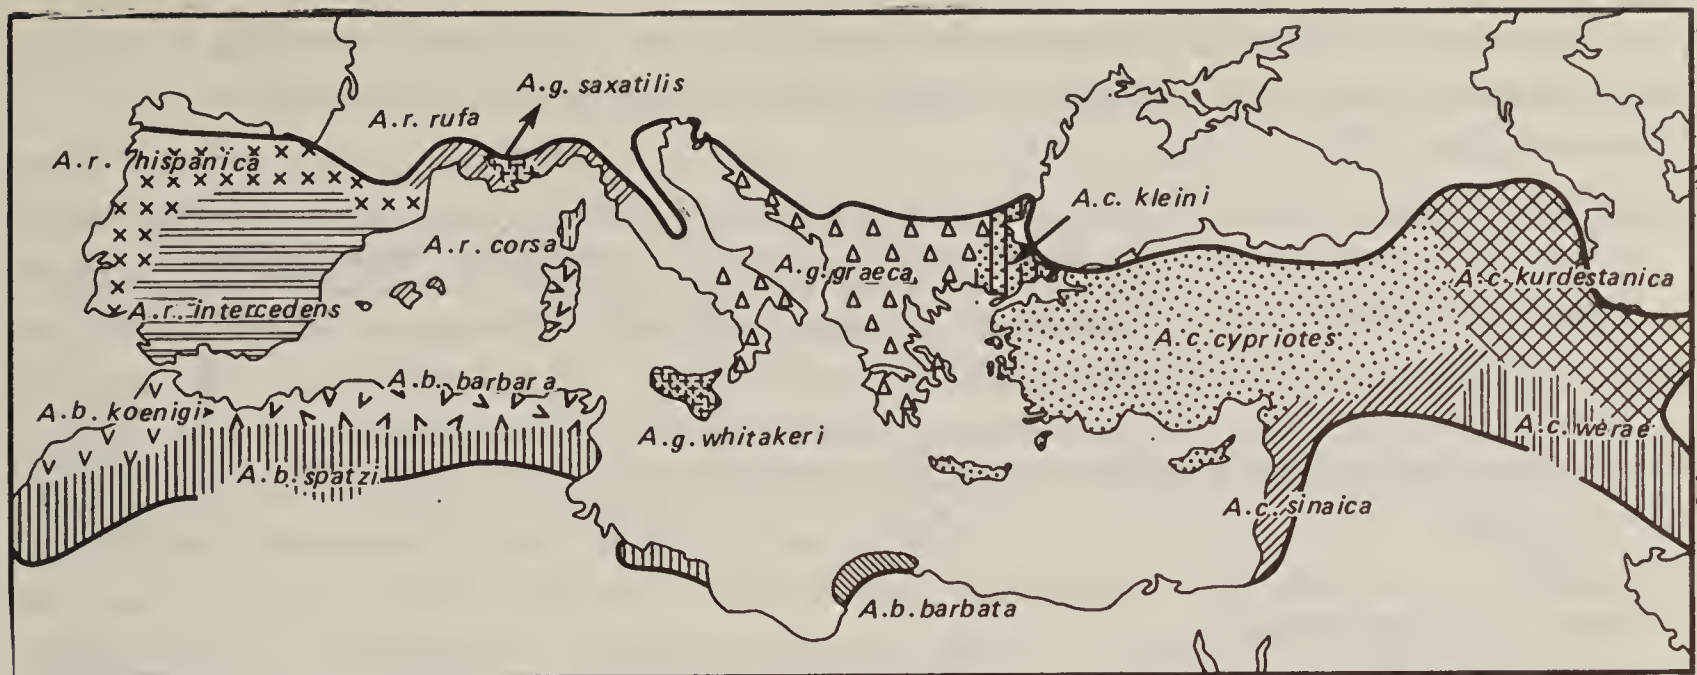 A.g. saxatilis
A.r. rufa
A.r. hispanica
A.c. kleini
A.r. corsa
A.g. graeca
A.c. kurdestanica
A.r. intercedens
A.c. cypriotes
A.b. barbara
A.b. koenigi
A.g. whitakeri
A.c. werae
A.b. spatzi
A.c. sinaica
A.b. barbata